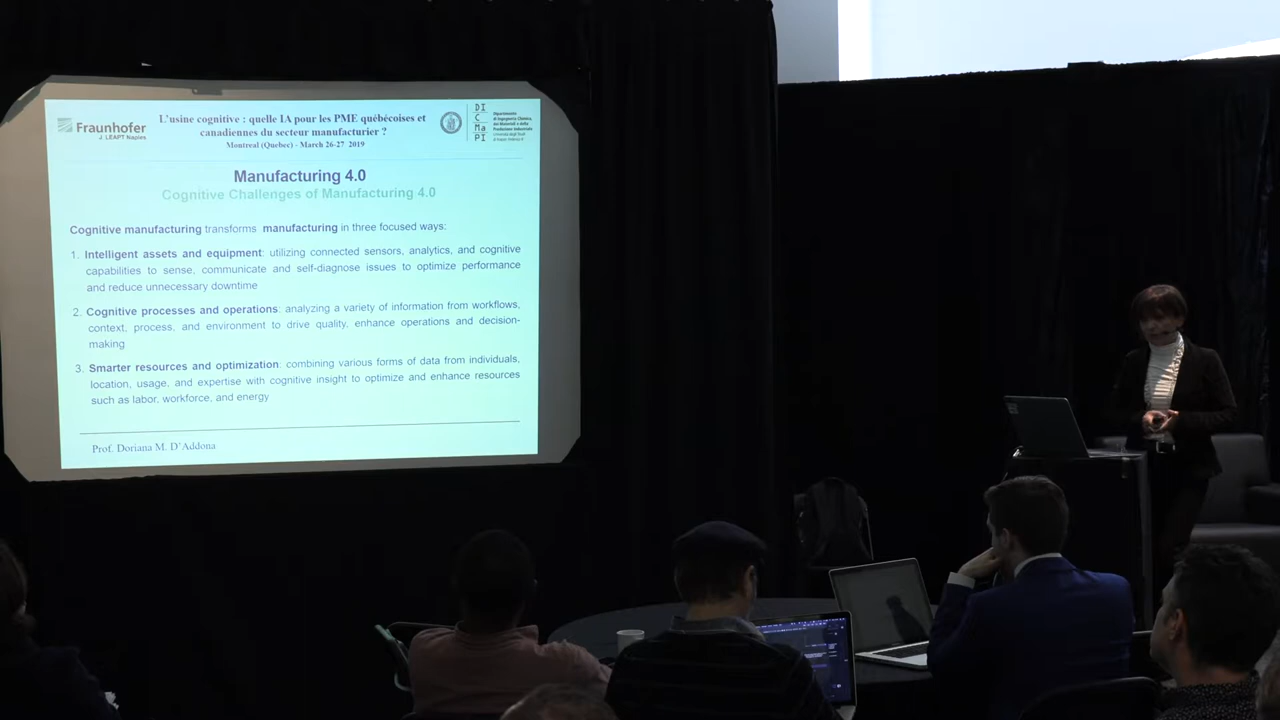 Fraunhofer
J. LEAPT Naples
L'usine cognitive : quelle IA pour les PME québécoises et
canadiennes du secteur manufacturier ?
Montreal (Quebec) - March 26-27 2019
DI
C
Ma
PI
Manufacturing 4.0
Cognitive Challenges of Manufacturing 4.0
Cognitive manufacturing transforms manufacturing in three focused ways:
1. Intelligent assets and equipment: utilizing connected sensors, analytics, and cognitive
capabilities to sense, communicate and self-diagnose issues to optimize performance
and reduce unnecessary downtime
2. Cognitive processes and operations: analyzing a variety of information from workflows,
context, process, and environment to drive quality, enhance operations and decision-
making
3. Smarter resources and optimization: combining various forms of data from individuals,
location, usage, and expertise with cognitive insight to optimize and enhance resources
such as labor, workforce, and energy
Prof. Doriana M. D'Addona